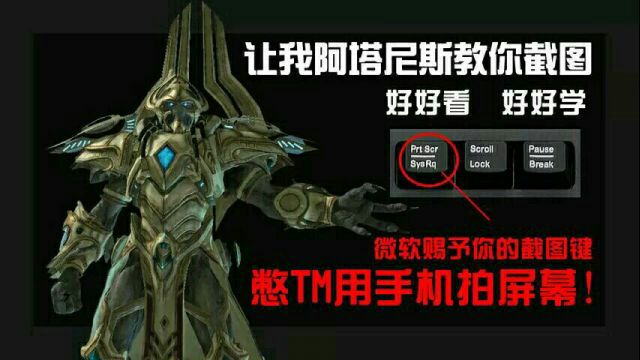 让我阿塔尼斯教你截图
好好看 好好学
Prt Scr
SysRq
Scroll
Lock
Pause
Break
微软赐予你的截图键
憋TM用手机拍屏幕!